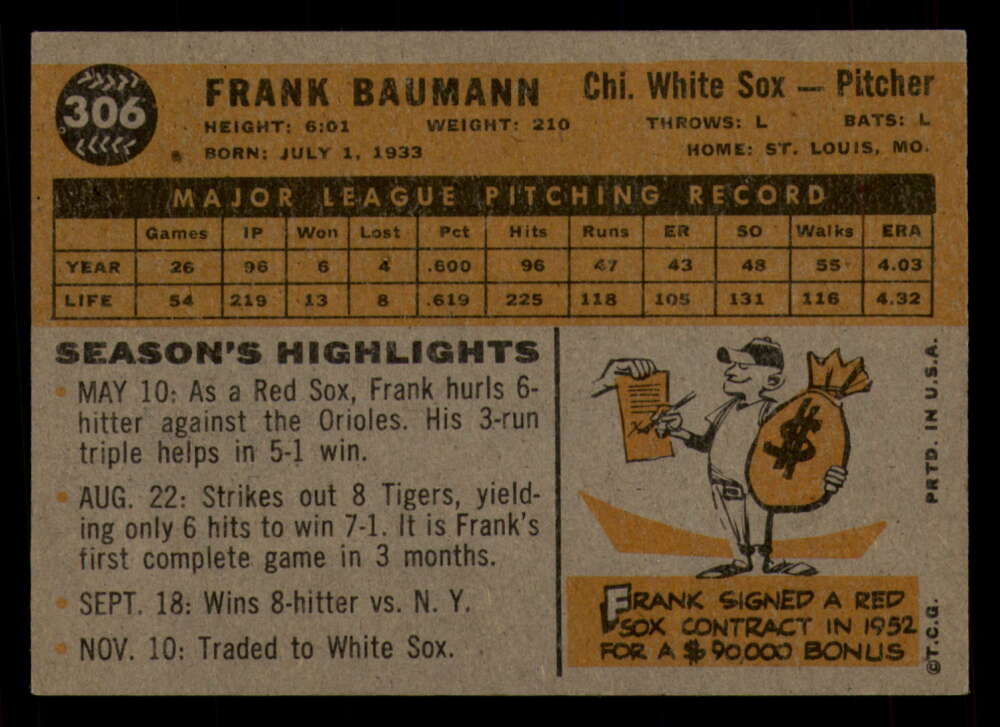 306
FRANK BAUMANN Chi. White Sox — Pitcher
HEIGHT: 6:01 WEIGHT: 210 THROWS: L BATS: L
BORN: JULY 1, 1933 HOME: ST. LOUIS, MO.
MAJOR LEAGUE PITCHING RECORD
Games IP Won Lost Pct Hits Runs ER SO Walks ERA
YEAR 26 96 6 4 .600 96 47 43 48 55 4.03
LIFE 54 219 13 8 .619 225 118 105 131 116 4.32
SEASON'S HIGHLIGHTS
• MAY 10: As a Red Sox, Frank hurls 6-
hitter against the Orioles. His 3-run
triple helps in 5-1 win.
• AUG. 22: Strikes out 8 Tigers, yield-
ing only 6 hits to win 7-1. It is Frank's
first complete game in 3 months.
• SEPT. 18: Wins 8-hitter vs. N. Y.
• NOV. 10: Traded to White Sox.
$
FRANK SIGNED A RED
SOX CONTRACT IN 1952
FOR A $90,000 BONUS
©T.C.G. PRTD. IN U.S.A.